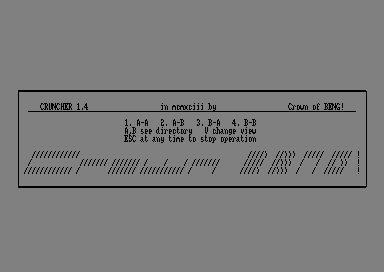 CRUNCHER 1.4 in mcmxciii by Crown of BENG!
1. A-A 2. A-B 3. B-A 4. B-B
A,B see directory V change view
ESC at any time to stop operation